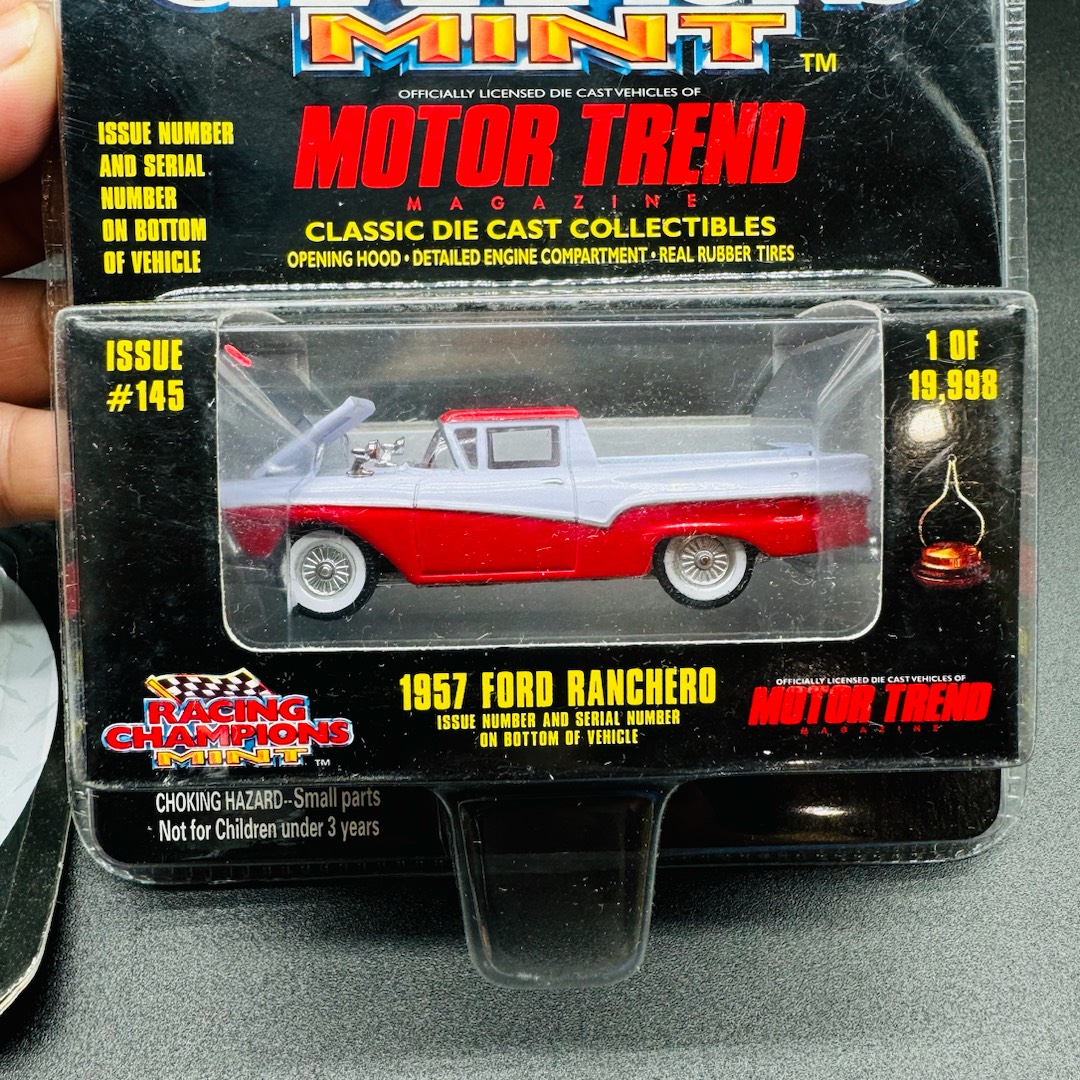 MINT TM
OFFICIALLY LICENSED DIE CAST VEHICLES OF
MOTOR TREND
MAGAZINE
CLASSIC DIE CAST COLLECTIBLES
OPENING HOOD • DETAILED ENGINE COMPARTMENT • REAL RUBBER TIRES
ISSUE NUMBER
AND SERIAL
NUMBER
ON BOTTOM
OF VEHICLE
ISSUE
#145
1 OF
19,998
RACING
CHAMPIONS
MINT TM
1957 FORD RANCHERO
ISSUE NUMBER AND SERIAL NUMBER
ON BOTTOM OF VEHICLE
OFFICIALLY LICENSED DIE CAST VEHICLES OF
MOTOR TREND
MAGAZINE
CHOKING HAZARD--Small parts
Not for Children under 3 years